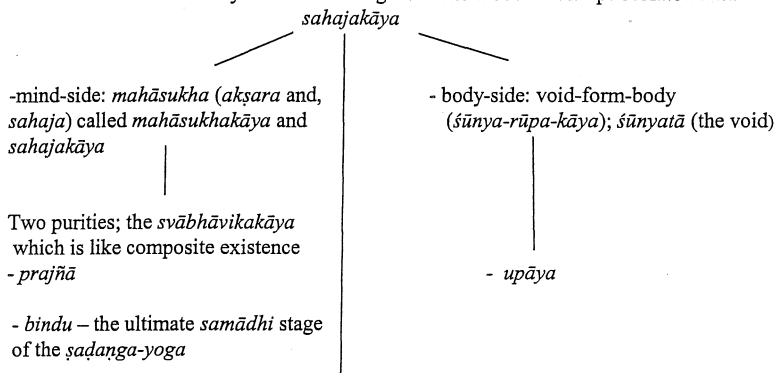 sahajakāya
-mind-side: mahāsukha (akṣara and,
sahaja) called mahāsukhakāya and
sahajakāya
- body-side: void-form-body
(śūnya-rūpa-kāya); śūnyatā (the void)
Two purities; the svābhāvikakāya
which is like composite existence
- prajñā
- upāya
- bindu – the ultimate samādhi stage
of the ṣaḍaṇga-yoga